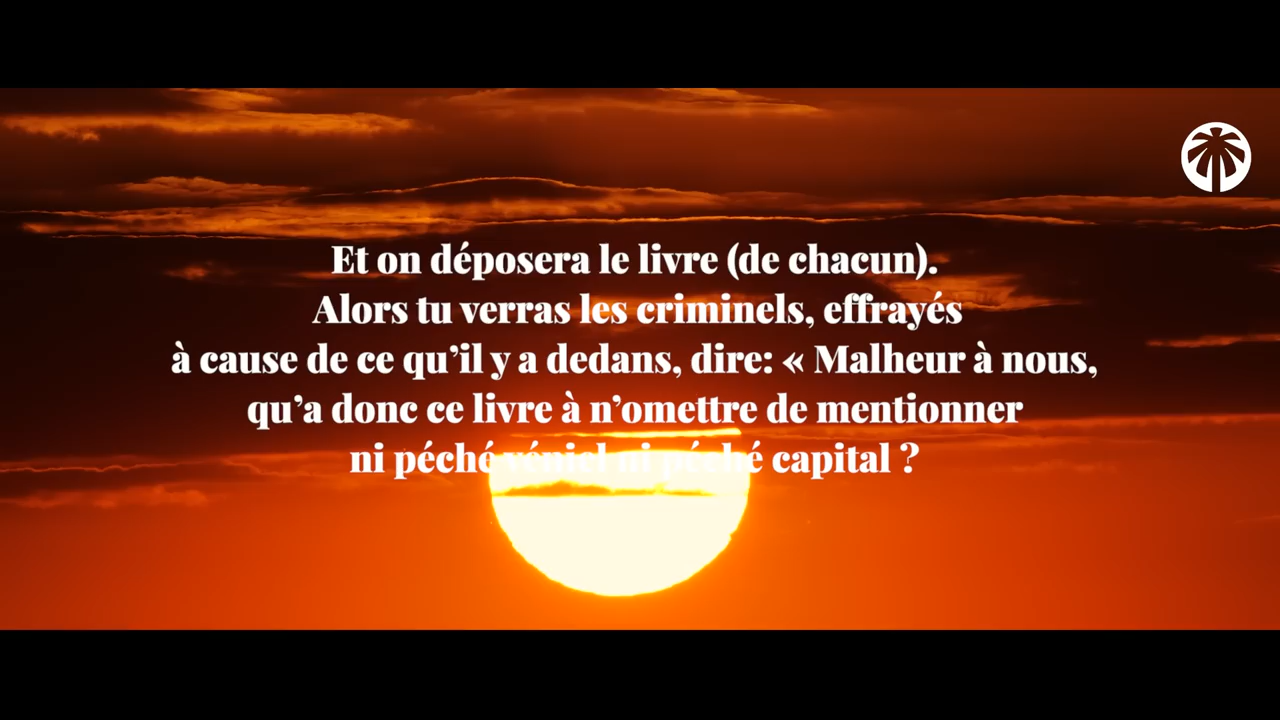 Et on déposera le livre (de chacun).
Alors tu verras les criminels, effrayés
à cause de ce qu’il y a dedans, dire: « Malheur à nous,
qu’a donc ce livre à n’omettre de mentionner
ni péché véniel ni péché capital ?